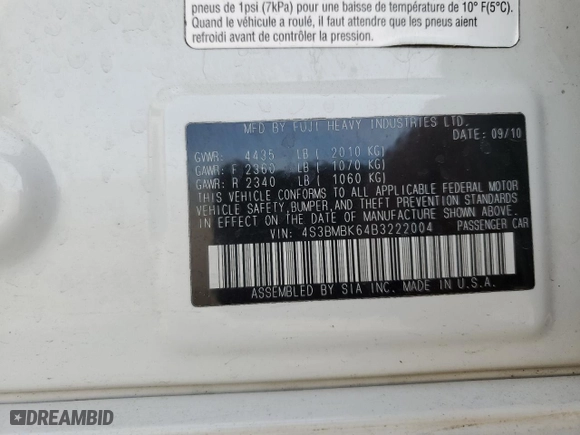 pneus de 1psi (7kPa) pour une baisse de température de 10° F(5°C).
Quand le véhicule a roulé, il faut attendre que les pneus aient
refroidi avant de contrôler la pression.
MFD BY FUJI HEAVY INDUSTRIES LTD.
DATE: 09/10
GVWR: 4435 LB ( 2010 KG)
GAWR: F 2360 LB ( 1070 KG)
GAWR: R 2340 LB ( 1060 KG)
THIS VEHICLE CONFORMS TO ALL APPLICABLE FEDERAL MOTOR
VEHICLE SAFETY, BUMPER, AND THEFT PREVENTION STANDARDS
IN EFFECT ON THE DATE OF MANUFACTURE SHOWN ABOVE.
VIN: 4S3BMBK64B3222004 PASSENGER CAR
ASSEMBLED BY SIA INC. MADE IN U.S.A.
DREAMBID